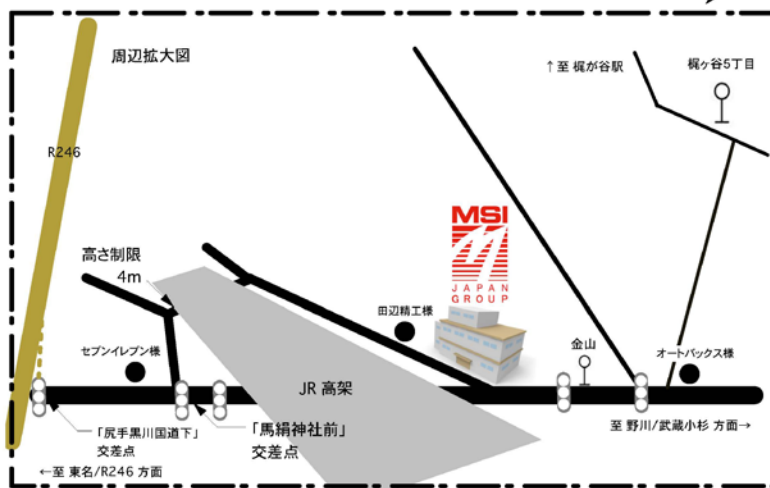 周辺拡大図
↑至 梶が谷駅
梶ヶ谷5丁目
R246
MSI
JAPAN
GROUP
高さ制限
4m
田辺精工様
セブンイレブン様
金山
オートバックス様
JR 高架
「尻手黒川国道下」
交差点
「馬絹神社前」
交差点
至 野川/武蔵小杉 方面→
←至 東名/R246 方面